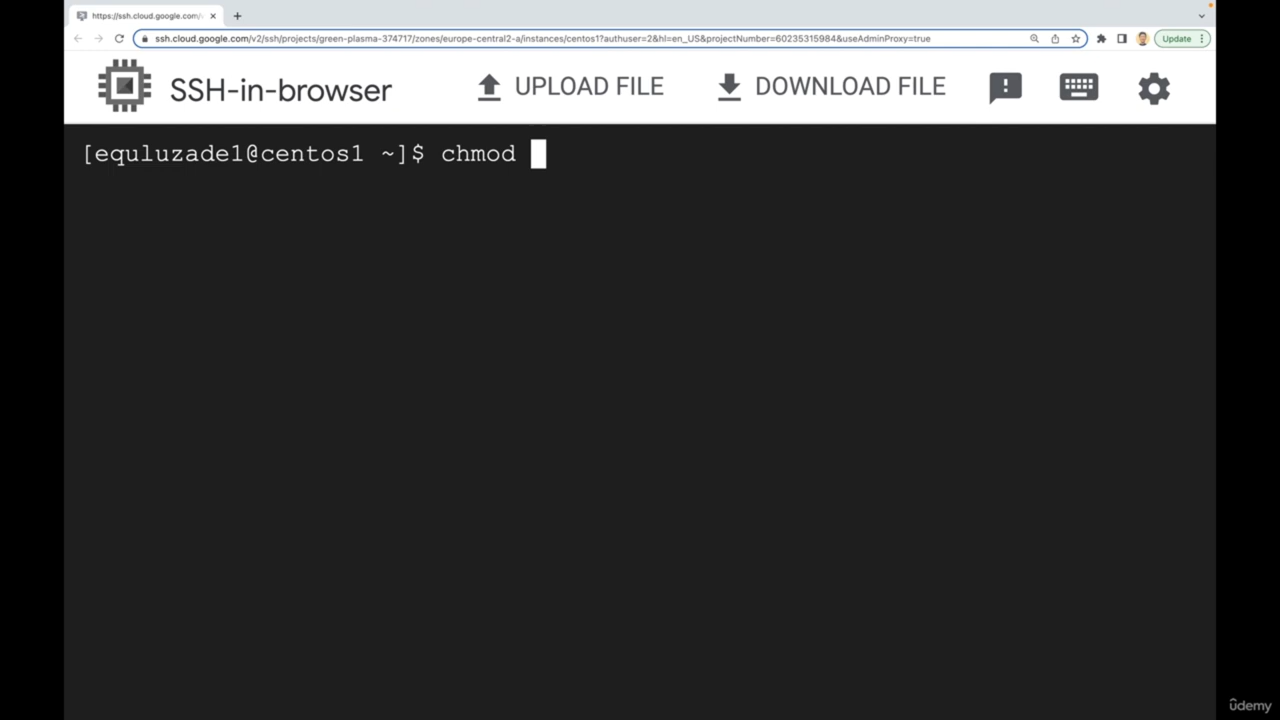 https://ssh.cloud.google.com/v
ssh.cloud.google.com/v2/ssh/projects/green-plasma-374717/zones/europe-central2-a/instances/centos1?authuser=2&hl=en_US&projectNumber=60235315984&useAdminProxy=true
Update
SSH-in-browser
UPLOAD FILE
DOWNLOAD FILE
[equluzade1@centos1 ~]$ chmod
ûdemy